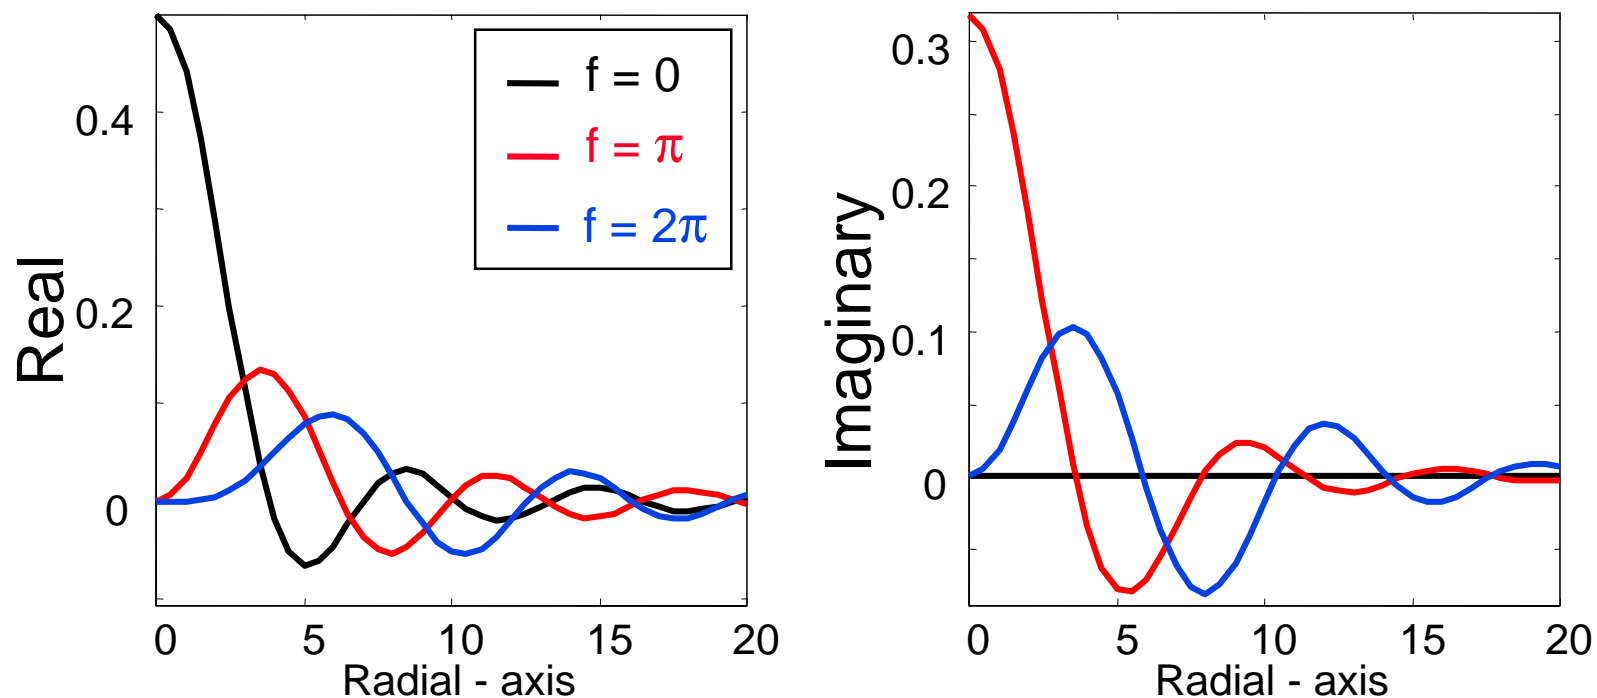 Real
0.4
0.2
0
f = 0
f = π
f = 2π
0 5 10 15 20
Radial - axis
Imaginary
0.3
0.2
0.1
0
0 5 10 15 20
Radial - axis